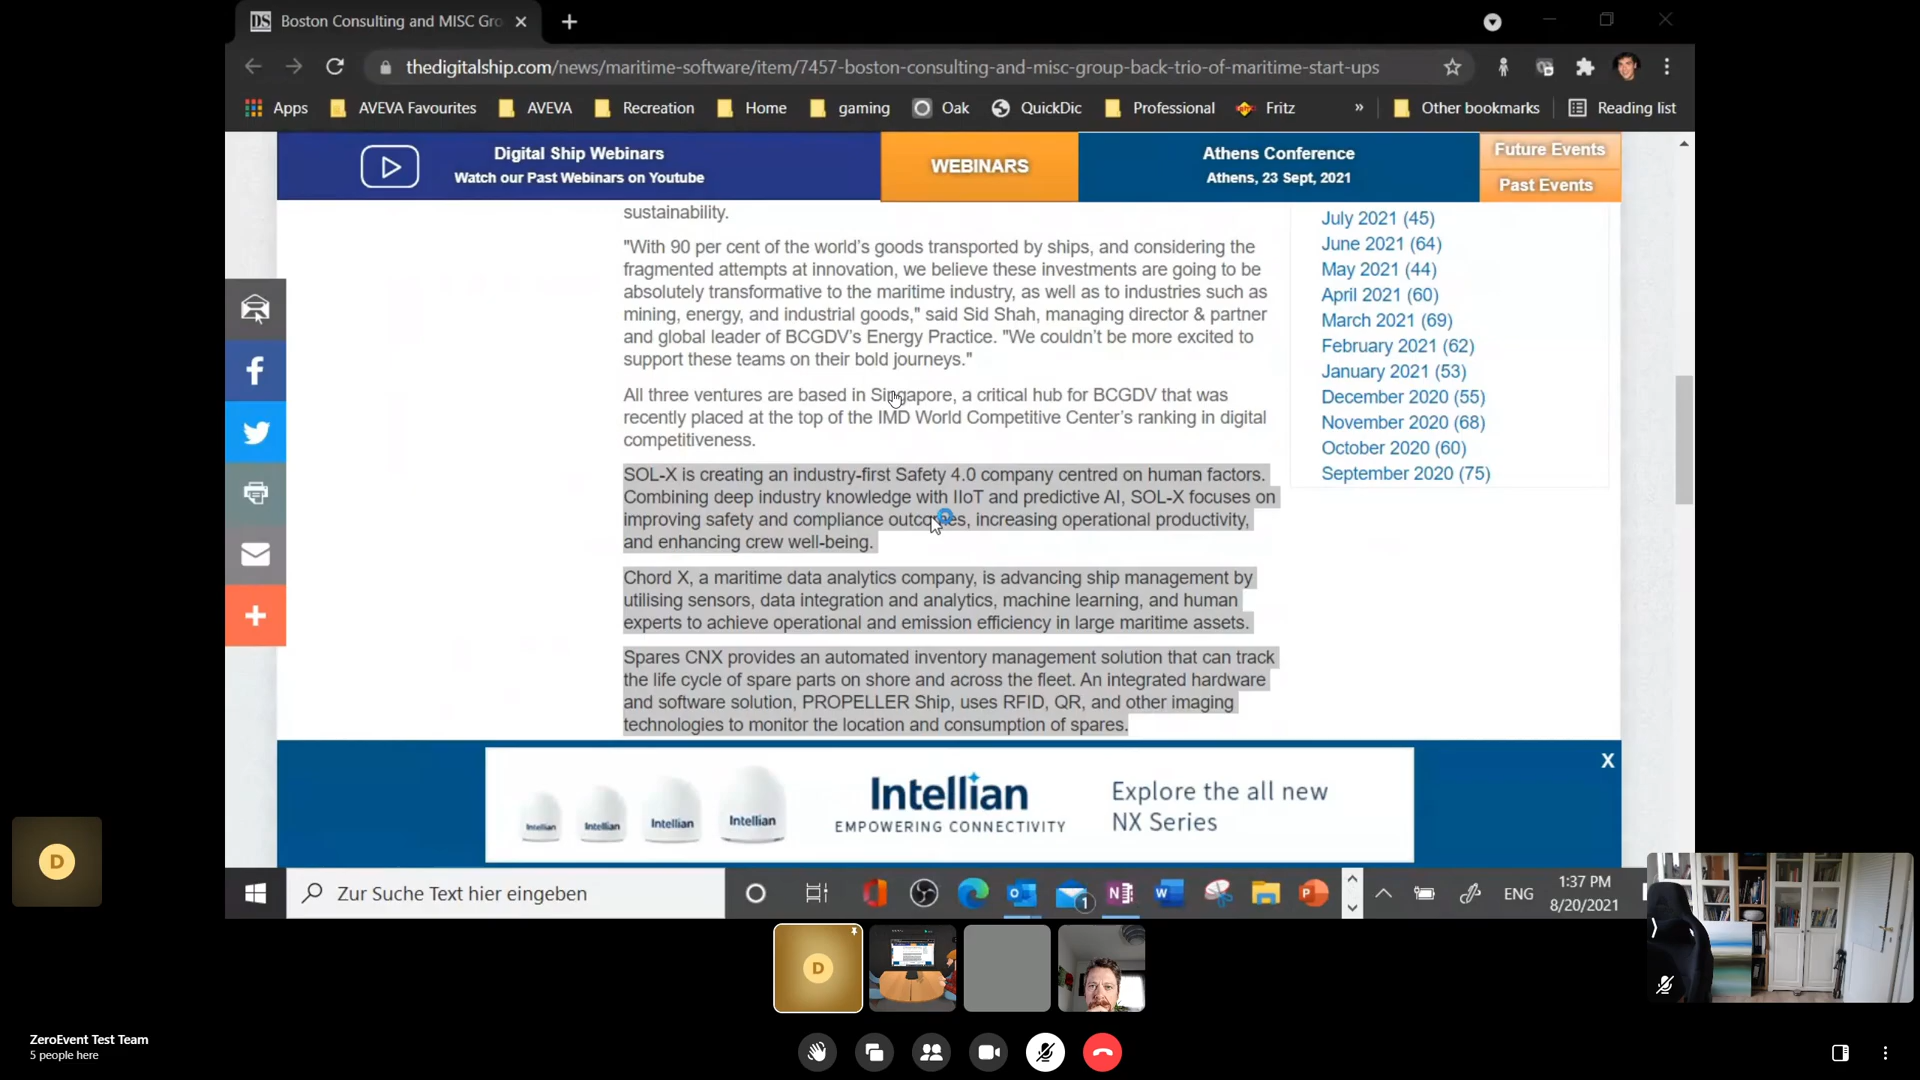 DS Boston Consulting and MISC Gro
thedigitalship.com/news/maritime-software/item/7457-boston-consulting-and-misc-group-back-trio-of-maritime-start-ups
Apps AVEVA Favourites AVEVA Recreation Home gaming Oak QuickDic Professional Fritz » Other bookmarks Reading list
Digital Ship Webinars
Watch our Past Webinars on Youtube
WEBINARS
Athens Conference
Athens, 23 Sept, 2021
Future Events
Past Events
sustainability.
"With 90 per cent of the world's goods transported by ships, and considering the
fragmented attempts at innovation, we believe these investments are going to be
absolutely transformative to the maritime industry, as well as to industries such as
mining, energy, and industrial goods," said Sid Shah, managing director & partner
and global leader of BCGDV's Energy Practice. "We couldn't be more excited to
support these teams on their bold journeys."
All three ventures are based in Singapore, a critical hub for BCGDV that was
recently placed at the top of the IMD World Competitive Center's ranking in digital
competitiveness.
SOL-X is creating an industry-first Safety 4.0 company centred on human factors.
Combining deep industry knowledge with IIoT and predictive AI, SOL-X focuses on
improving safety and compliance outcomes, increasing operational productivity,
and enhancing crew well-being.
Chord X, a maritime data analytics company, is advancing ship management by
utilising sensors, data integration and analytics, machine learning, and human
experts to achieve operational and emission efficiency in large maritime assets.
Spares CNX provides an automated inventory management solution that can track
the life cycle of spare parts on shore and across the fleet. An integrated hardware
and software solution, PROPELLER Ship, uses RFID, QR, and other imaging
technologies to monitor the location and consumption of spares.
July 2021 (45)
June 2021 (64)
May 2021 (44)
April 2021 (60)
March 2021 (69)
February 2021 (62)
January 2021 (53)
December 2020 (55)
November 2020 (68)
October 2020 (60)
September 2020 (75)
X
Intellian Intellian Intellian Intellian
Intellian
EMPOWERING CONNECTIVITY
Explore the all new
NX Series
Zur Suche Text hier eingeben
1
ENG
1:37 PM
8/20/2021
D
D
ZeroEvent Test Team
5 people here